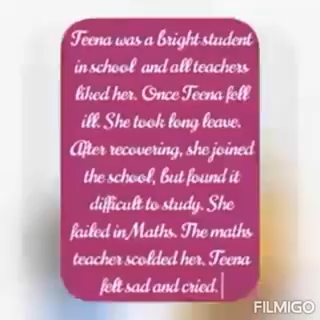 Teena was a bright student
in school and all teachers
liked her. Once Teena fell
ill. She took long leave.
After recovering, she joined
the school, but found it
difficult to study. She
failed in Maths. The maths
teacher scolded her. Teena
felt sad and cried.
FILMIGO